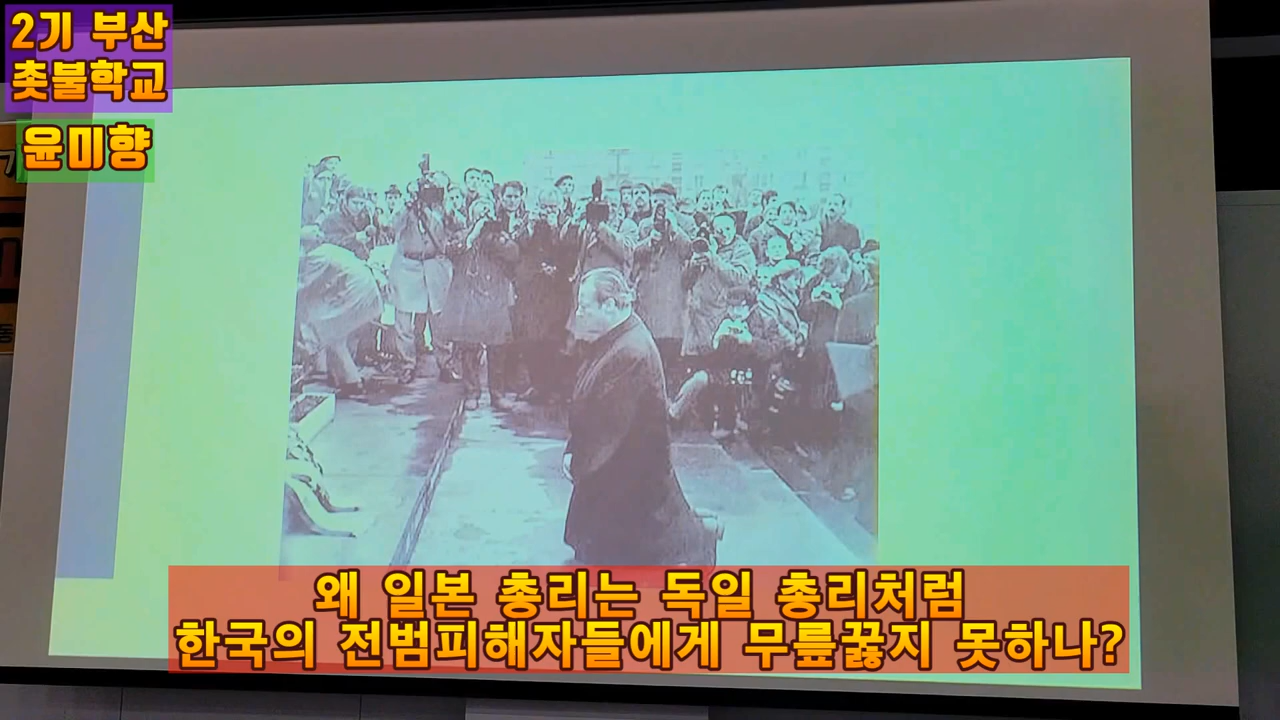 2기 부산
촛불학교
윤미향
왜 일본 총리는 독일 총리처럼
한국의 전범피해자들에게 무릎꿇지 못하나?